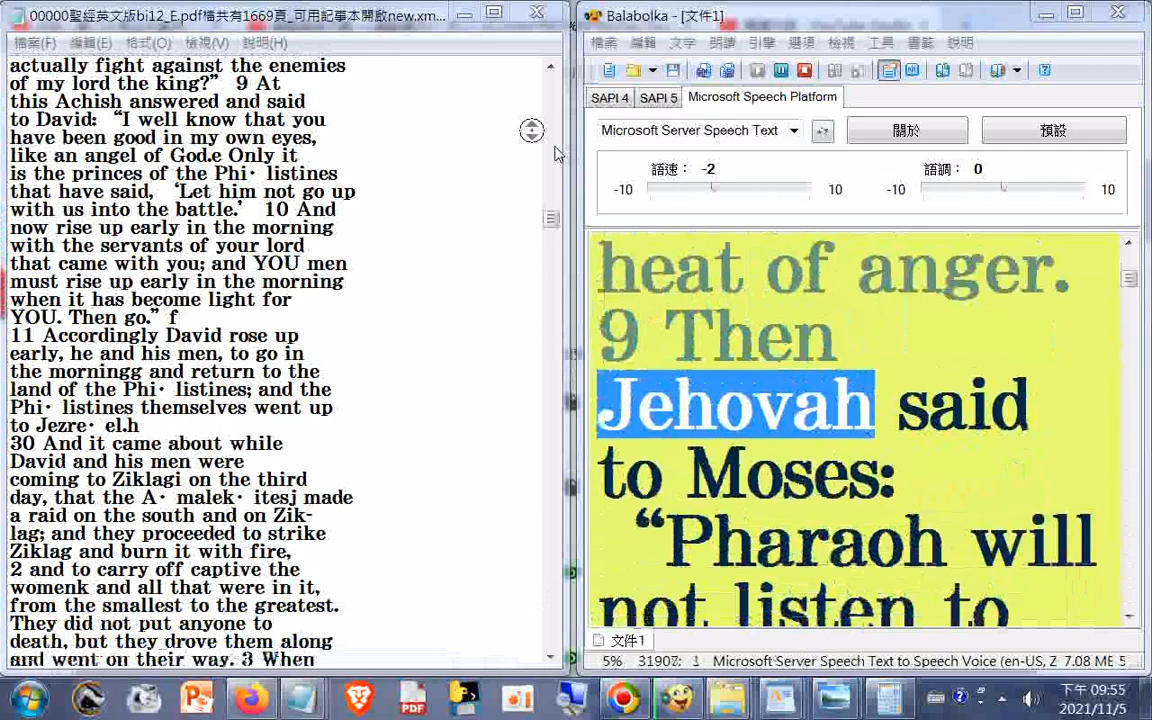 00000聖經英文版bi12_E.pdf檔共有1669頁_可用記事本開啟new.xm...
檔案(F) 編輯(E) 格式(O) 檢視(V) 說明(H)
actually fight against the enemies
of my lord the king?” 9 At
this Achish answered and said
to David: “I well know that you
have been good in my own eyes,
like an angel of God.e Only it
is the princes of the Phi· listines
that have said, ‘Let him not go up
with us into the battle.’ 10 And
now rise up early in the morning
with the servants of your lord
that came with you; and YOU men
must rise up early in the morning
when it has become light for
YOU. Then go.” f
11 Accordingly David rose up
early, he and his men, to go in
the morningg and return to the
land of the Phi· listines; and the
Phi· listines themselves went up
to Jezre· el.h
30 And it came about while
David and his men were
coming to Ziklagi on the third
day, that the A· malek· itesj made
a raid on the south and on Zik-
lag; and they proceeded to strike
Ziklag and burn it with fire,
2 and to carry off captive the
womenk and all that were in it,
from the smallest to the greatest.
They did not put anyone to
death, but they drove them along
and went on their way. 3 When
Balabolka - [文件1]
檔案 編輯 文字 朗讀 引擎 選項 檢視 工具 書籤 說明
SAPI 4 SAPI 5 Microsoft Speech Platform
Microsoft Server Speech Text 關於 預設
語速： -2 語調： 0
-10 10 -10 10
heat of anger.
9 Then
Jehovah said
to Moses:
“Pharaoh will
not listen to
文件1
5% 31907: 1 Microsoft Server Speech Text to Speech Voice (en-US, Z 7.08 MB 5
PDF
下午 09:55
2021/11/5